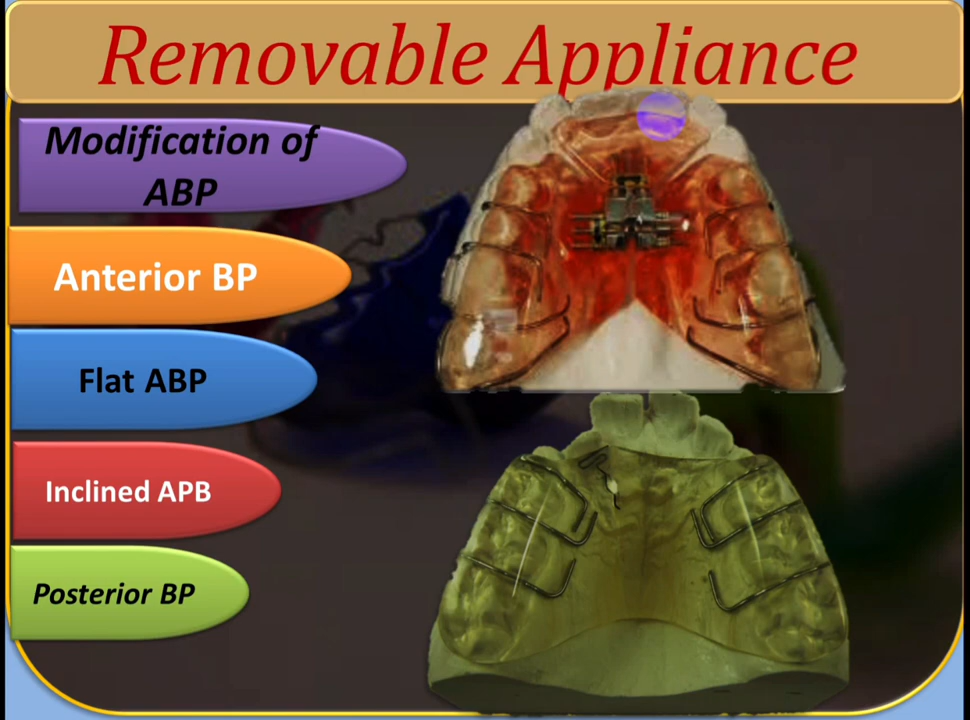 Removable Appliance
Modification of
ABP
Anterior BP
Flat ABP
Inclined APB
Posterior BP